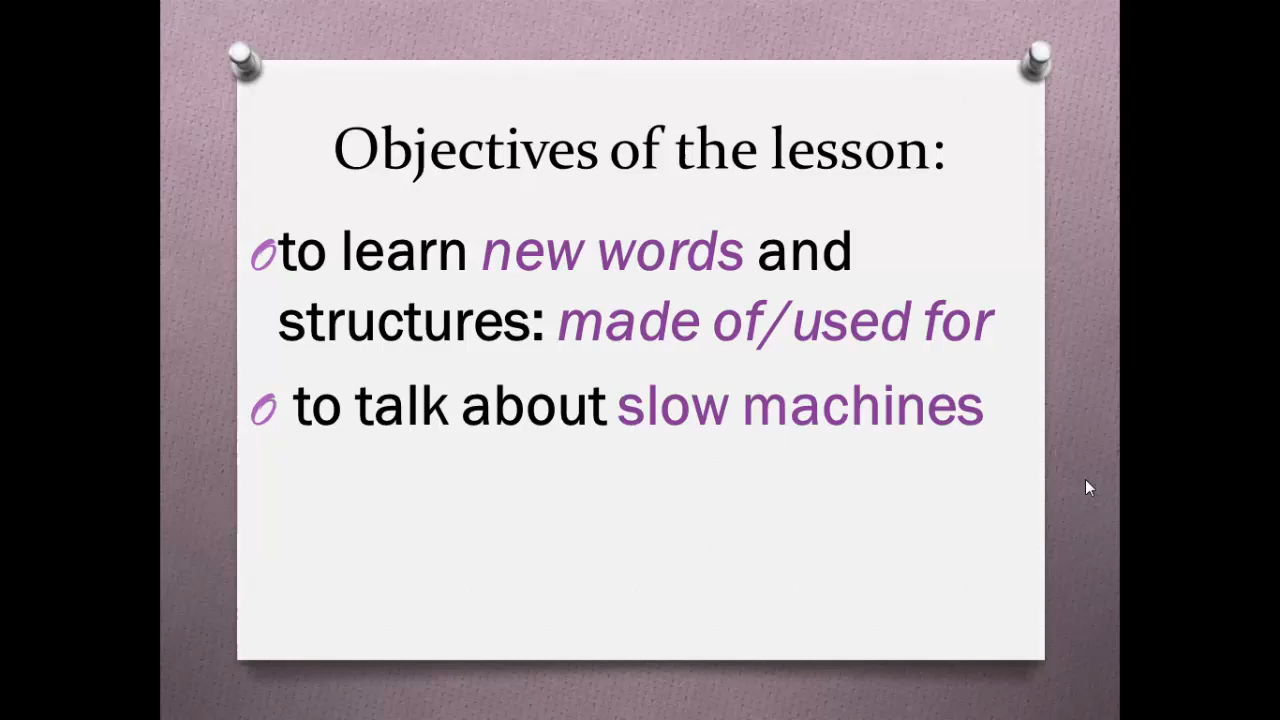 Objectives of the lesson:
to learn new words and
structures: made of/used for
to talk about slow machines